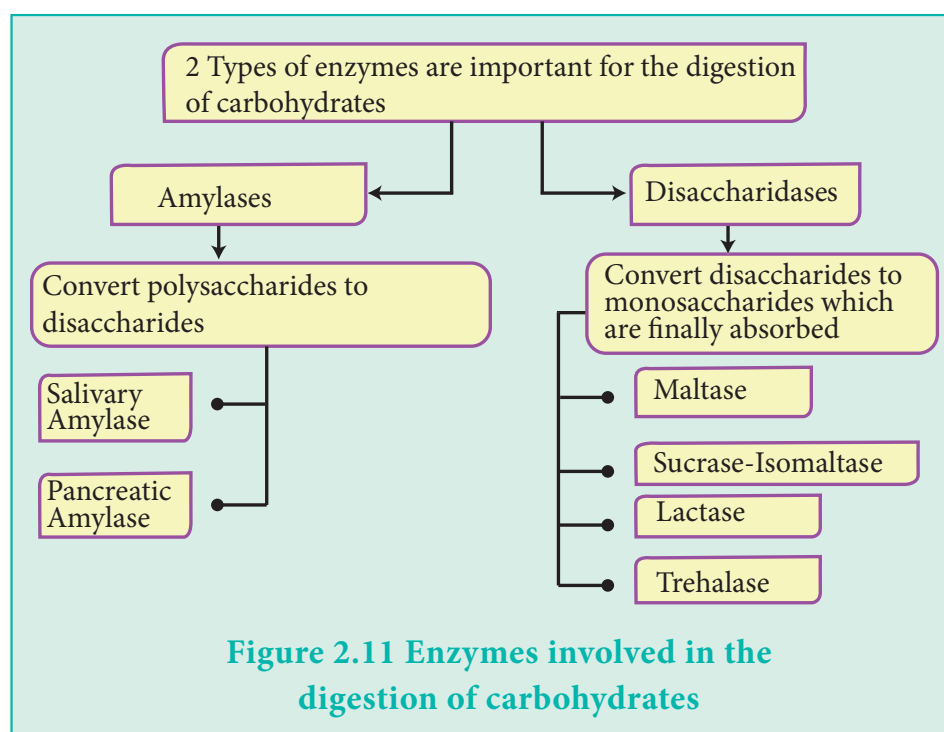 2 Types of enzymes are important for the digestion
of carbohydrates
Amylases
Disaccharidases
Convert polysaccharides to
disaccharides
Convert disaccharides to
monosaccharides which
are finally absorbed
Salivary
Amylase
Pancreatic
Amylase
Maltase
Sucrase-Isomaltase
Lactase
Trehalase
Figure 2.11 Enzymes involved in the
digestion of carbohydrates